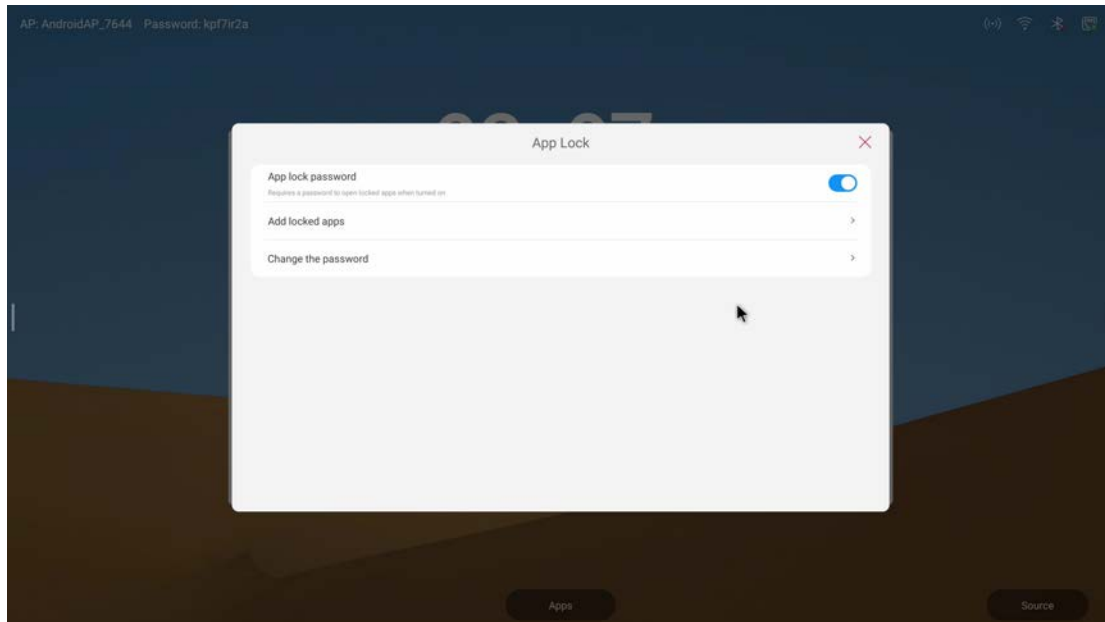 AP: AndroidAP_7644 Password: kpf7ir2a
App Lock
App lock password
Requires a password to open locked apps when turned on
Add locked apps
Change the password
Apps
Source